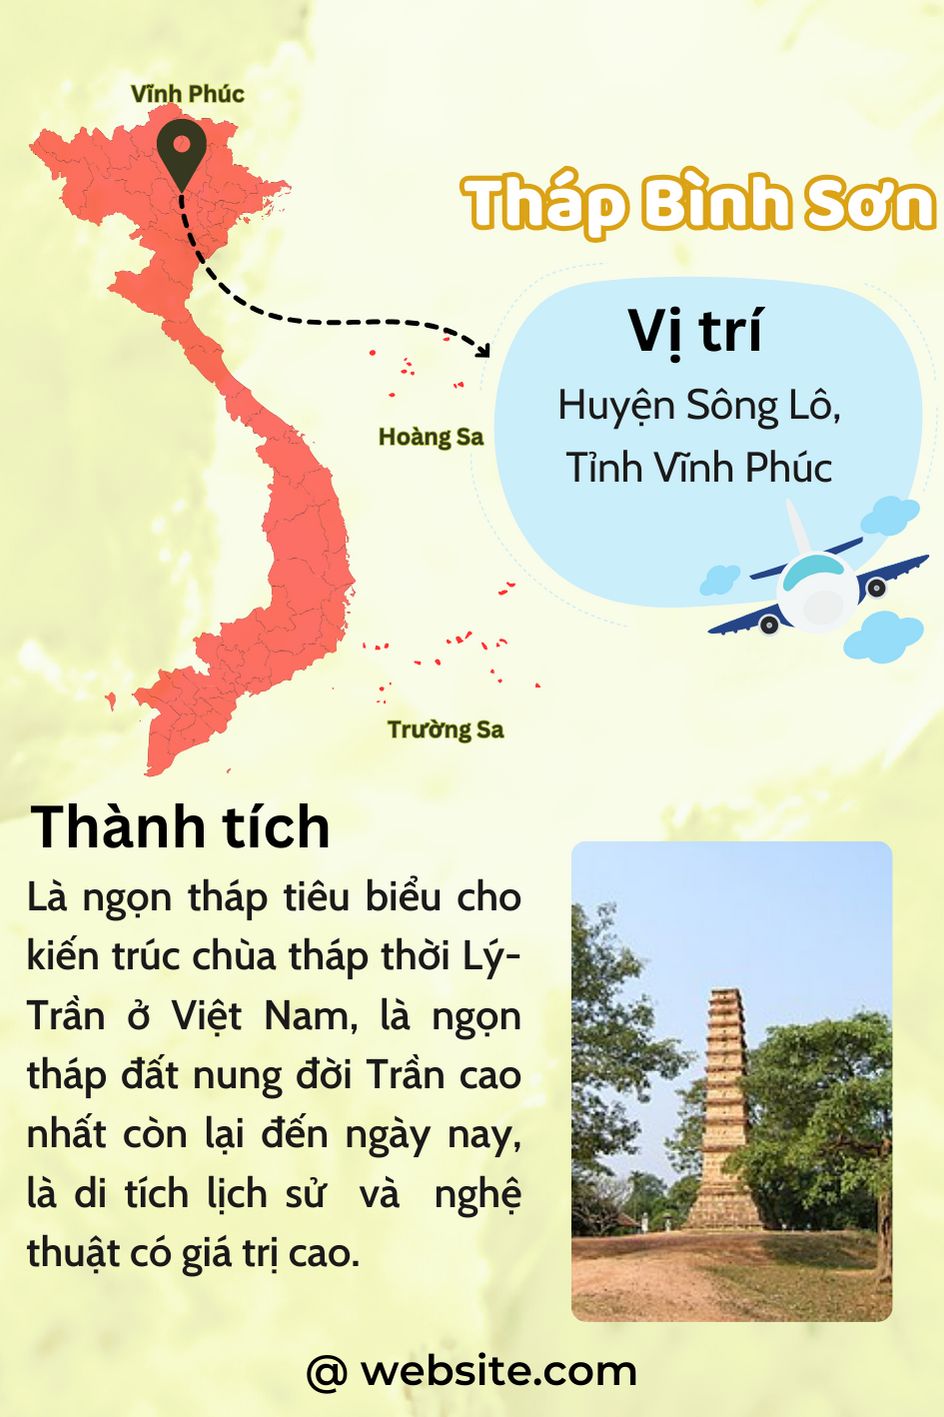 Vĩnh Phúc
Tháp Bình Sơn
Vị trí
Huyện Sông Lô,
Tỉnh Vĩnh Phúc
Hoàng Sa
Trường Sa
Thành tích
Là ngọn tháp tiêu biểu cho
kiến trúc chùa tháp thời Lý-
Trần ở Việt Nam, là ngọn
tháp đất nung đời Trần cao
nhất còn lại đến ngày nay,
là di tích lịch sử và nghệ
thuật có giá trị cao.
@ website.com